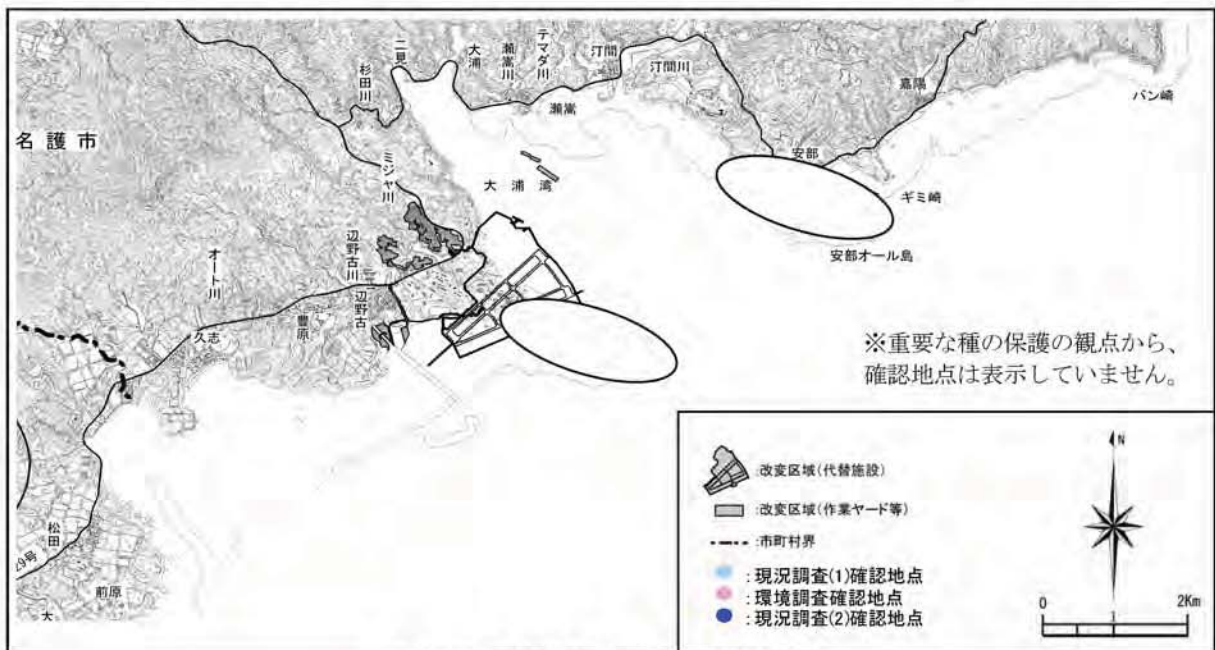 二見
大浦
瀬嵩川
テマダ川
汀間
汀間川
杉田川
瀬嵩
嘉陽
バン崎
名護市
安部
ミジャ川
大浦湾
ギミ崎
安部オール島
オートリ川
辺野古川
辺野古
豊原
久志
※重要な種の保護の観点から、
確認地点は表示していません。
:改変区域(代替施設)
:改変区域(作業ヤード等)
:市町村界
:現況調査(1)確認地点
:環境調査確認地点
:現況調査(2)確認地点
N
0 1 2Km
松田
29号
前原
大